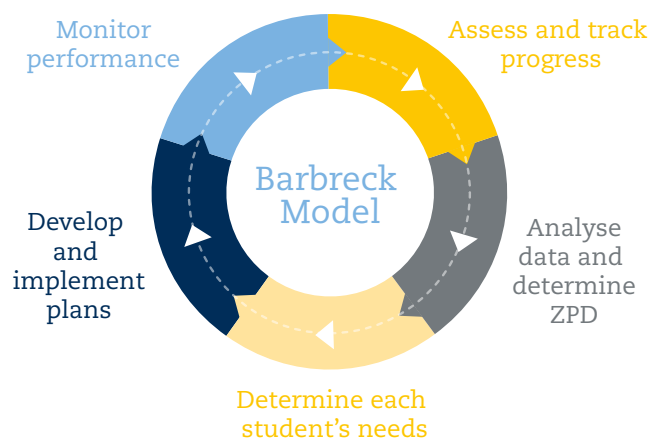 Monitor
performance
Assess and track
progress
Barbreck
Model
Develop
and
implement
plans
Analyse
data and
determine
ZPD
Determine each
student’s needs